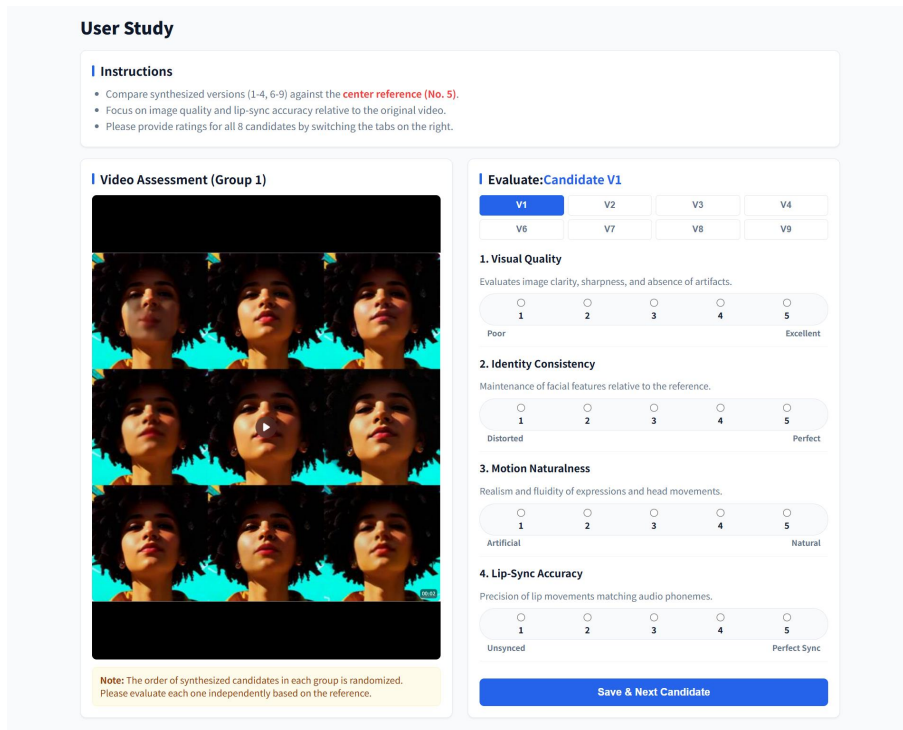 User Study
Instructions
Compare synthesized versions (1-4, 6-9) against the center reference (No. 5).
Focus on image quality and lip-sync accuracy relative to the original video.
Please provide ratings for all 8 candidates by switching the tabs on the right.
Video Assessment (Group 1)
00:02
Note: The order of synthesized candidates in each group is randomized.
Please evaluate each one independently based on the reference.
Evaluate:Candidate V1
V1 V2 V3 V4
V6 V7 V8 V9
1. Visual Quality
Evaluates image clarity, sharpness, and absence of artifacts.
1 2 3 4 5
Poor Excellent
2. Identity Consistency
Maintenance of facial features relative to the reference.
1 2 3 4 5
Distorted Perfect
3. Motion Naturalness
Realism and fluidity of expressions and head movements.
1 2 3 4 5
Artificial Natural
4. Lip-Sync Accuracy
Precision of lip movements matching audio phonemes.
1 2 3 4 5
Unsynced Perfect Sync
Save & Next Candidate